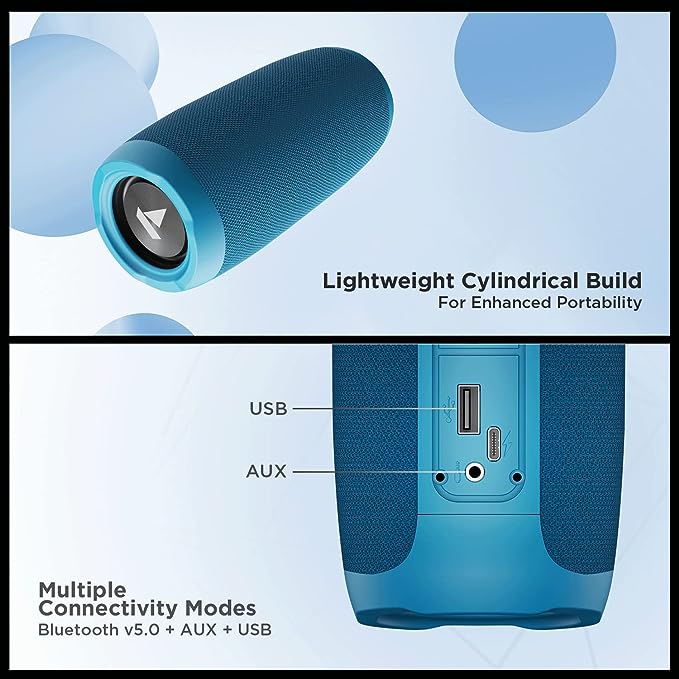 Lightweight Cylindrical Build
For Enhanced Portability
USB
AUX
Multiple
Connectivity Modes
Bluetooth v5.0 + AUX + USB